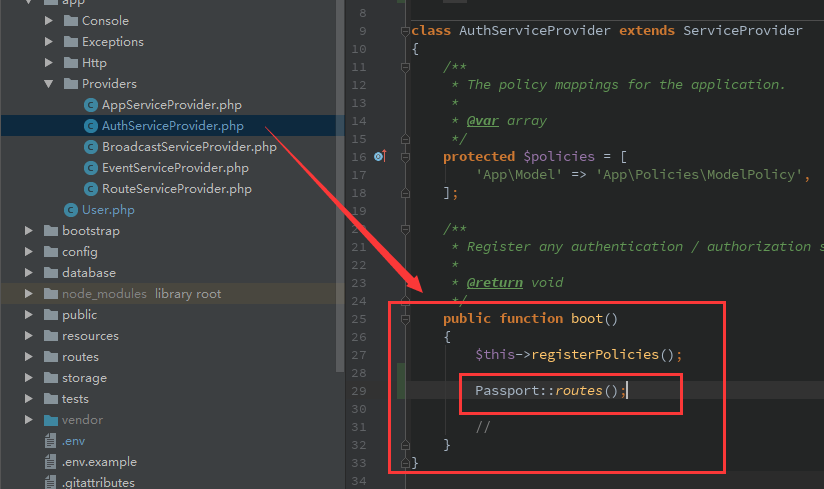 app
Console
Exceptions
Http
Providers
AppServiceProvider.php
AuthServiceProvider.php
BroadcastServiceProvider.php
EventServiceProvider.php
RouteServiceProvider.php
User.php
bootstrap
config
database
node_modules library root
public
resources
routes
storage
tests
vendor
.env
.env.example
.gitattributes
8
9 class AuthServiceProvider extends ServiceProvider
10 {
11 /**
12 * The policy mappings for the application.
13 *
14 * @var array
15 */
16 protected $policies = [
17 'App\Model' => 'App\Policies\ModelPolicy',
18 ];
19
20 /**
21 * Register any authentication / authorization s
22 *
23 * @return void
24 */
25 public function boot()
26 {
27 $this->registerPolicies();
28
29 Passport::routes();
30
31 //
32 }
33 }
34